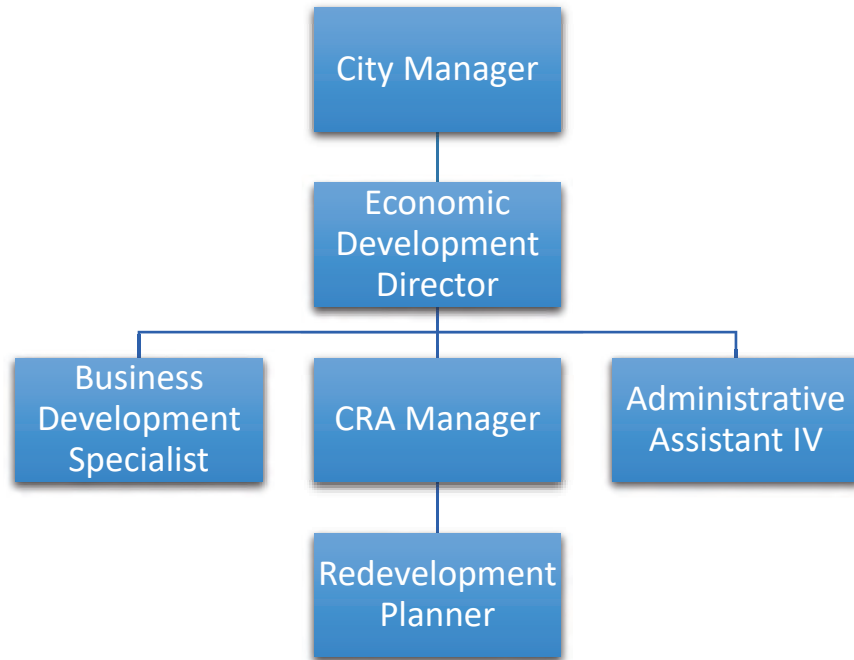 City Manager
Economic
Development
Director
Business
Development
Specialist
CRA Manager
Administrative
Assistant IV
Redevelopment
Planner